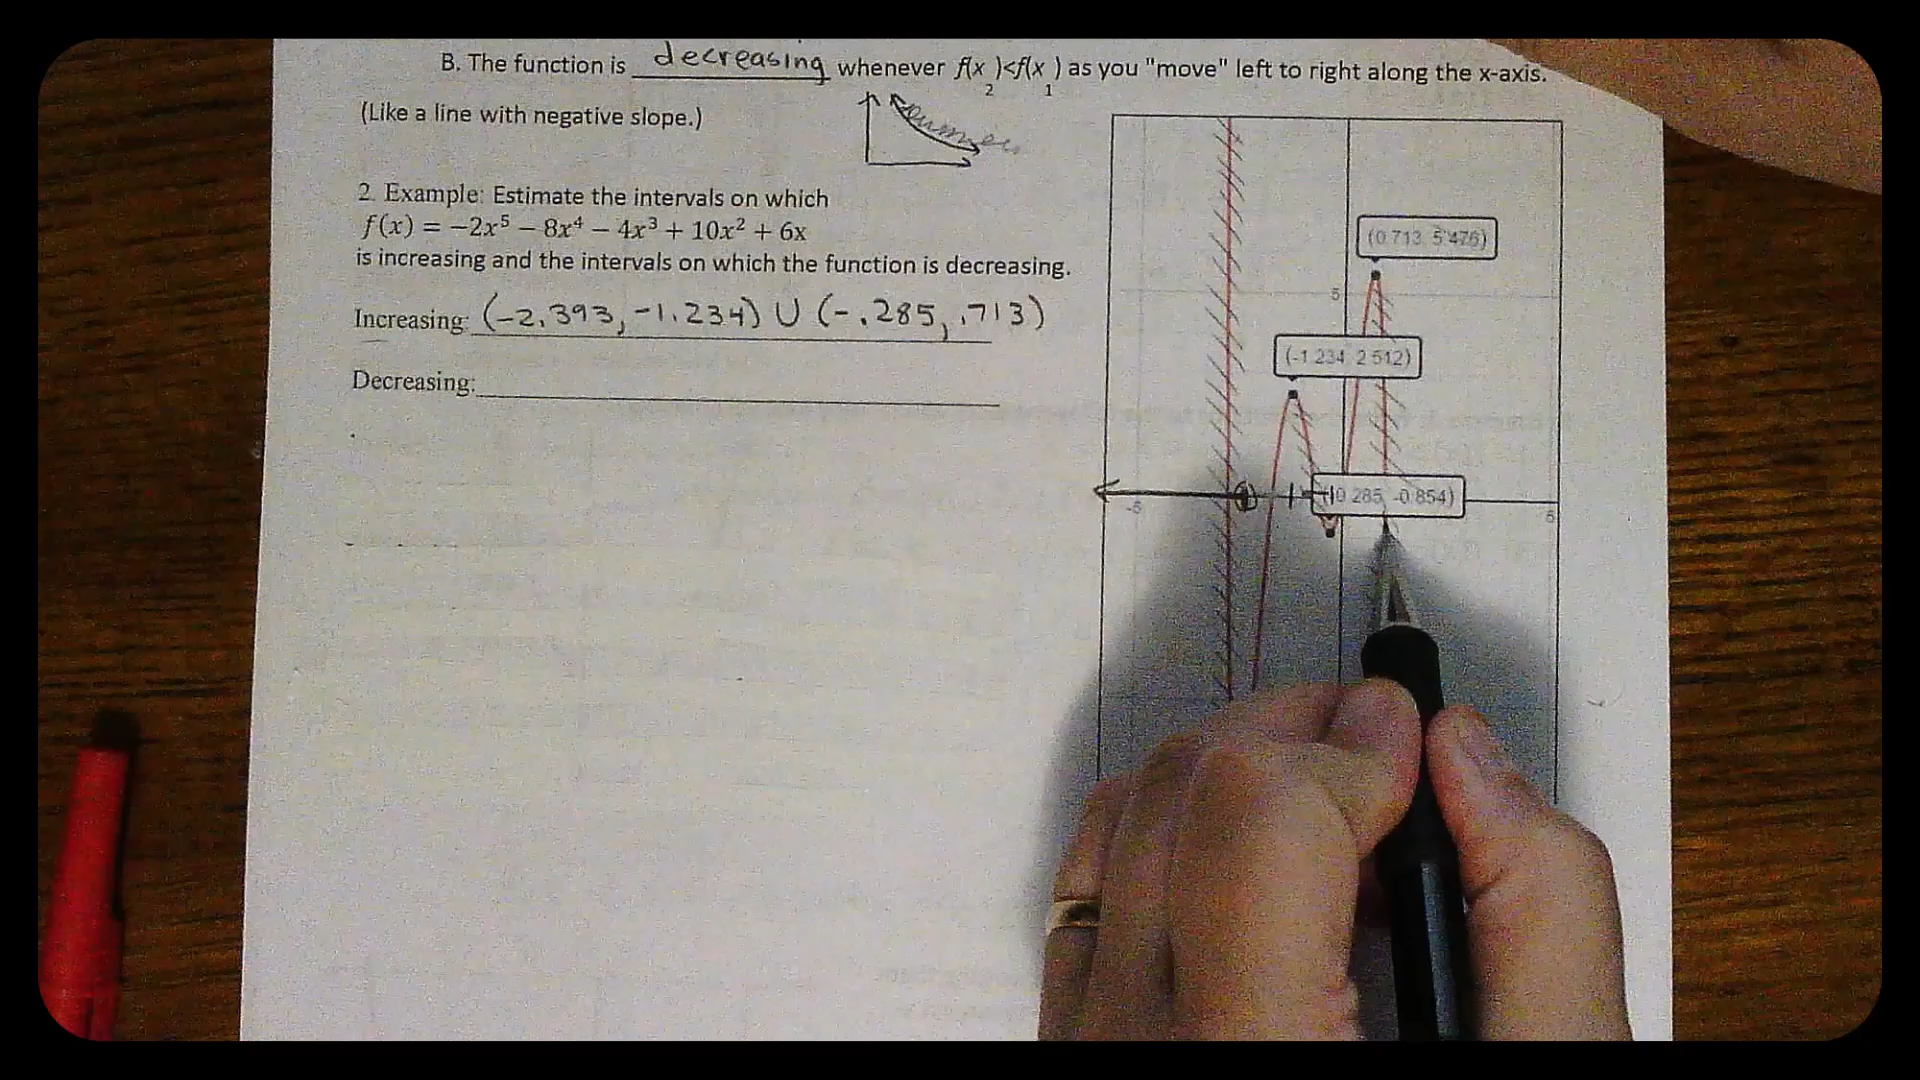 B. The function is decreasing whenever f(x₂)<f(x₁) as you "move" left to right along the x-axis.
(Like a line with negative slope.)
2. Example: Estimate the intervals on which
f(x) = −2x⁵ − 8x⁴ − 4x³ + 10x² + 6x
is increasing and the intervals on which the function is decreasing.
Increasing: (-2.393, -1.234) U (-.285, .713)
Decreasing:
(0.713, 5.476)
5
(-1.234, 2.512)
0.285, -0.854)
-5
5